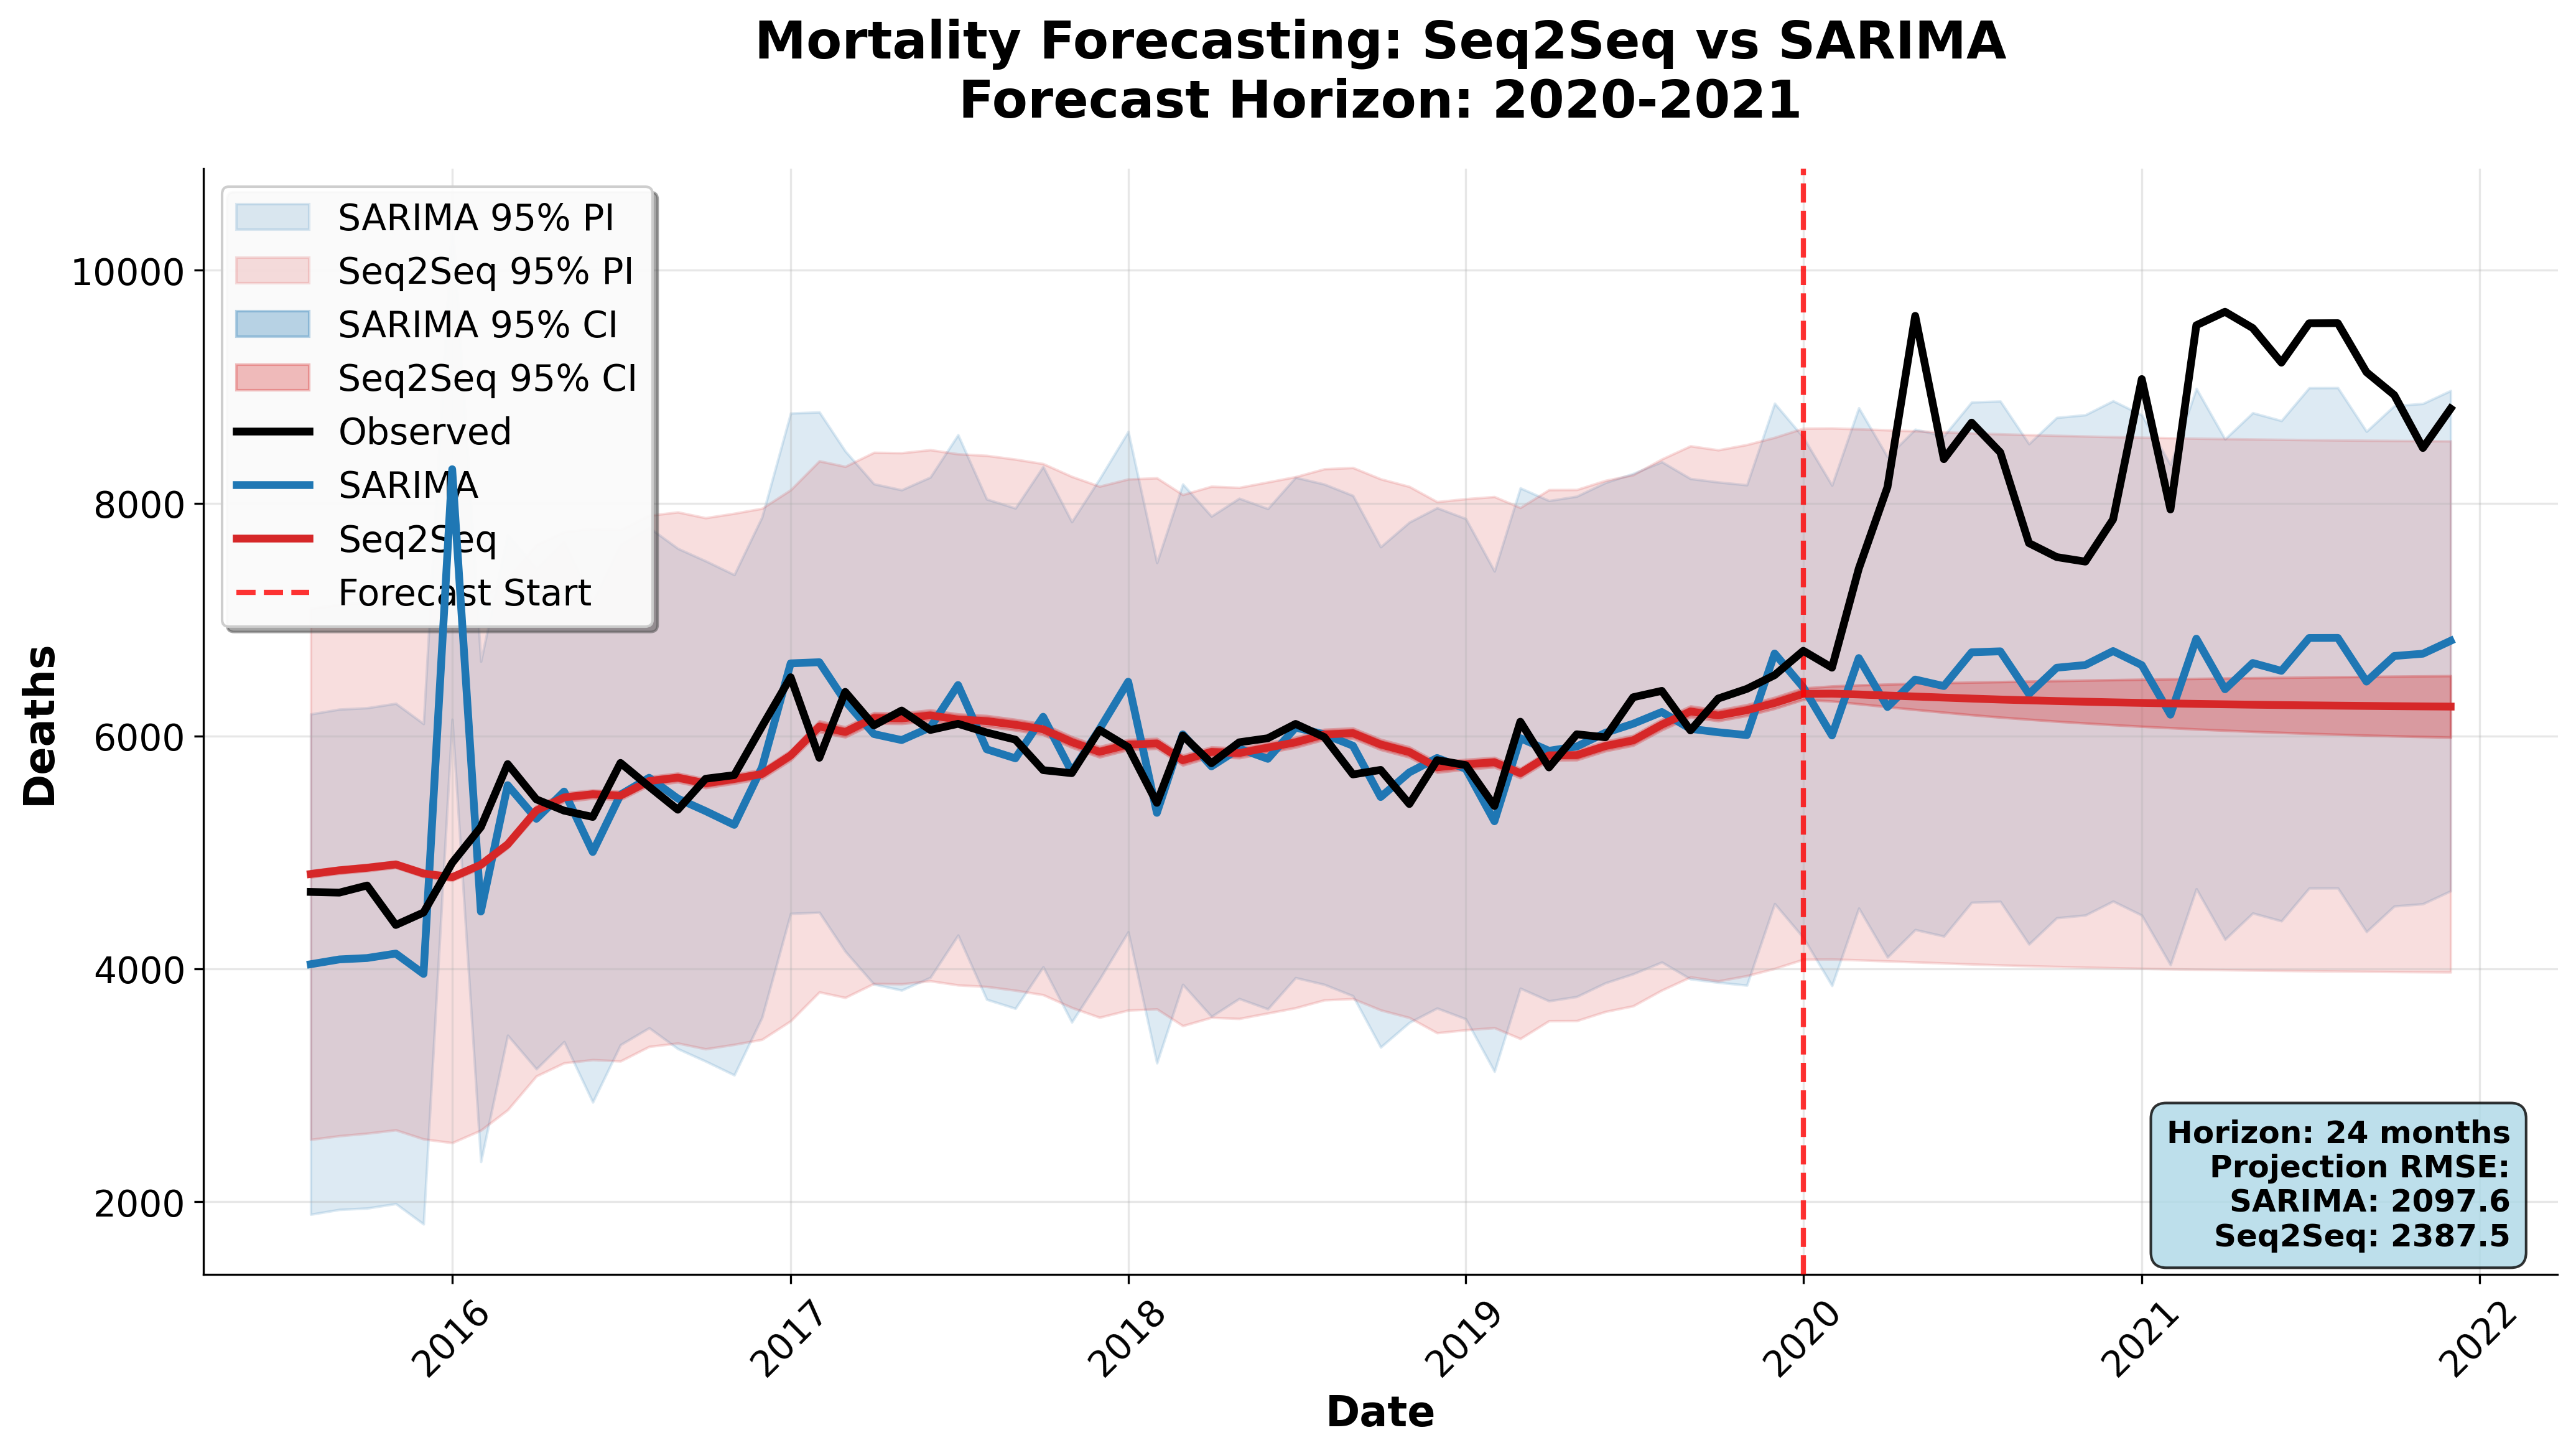 Mortality Forecasting: Seq2Seq vs SARIMA
Forecast Horizon: 2020-2021
SARIMA 95% PI
Seq2Seq 95% PI
SARIMA 95% CI
Seq2Seq 95% CI
Observed
SARIMA
Seq2Seq
Forecast Start
Deaths
10000
8000
6000
4000
2000
Horizon: 24 months
Projection RMSE:
SARIMA: 2097.6
Seq2Seq: 2387.5
2016
2017
2018
2019
2020
2021
2022
Date